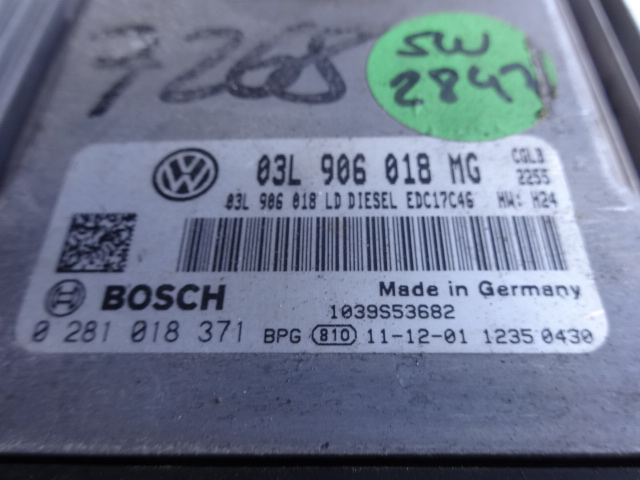 7268
SW
2847
03L 906 018 MG CGLB
2255
03L 906 018 LD DIESEL EDC17C46 HW: H24
BOSCH
Made in Germany
1039S53682
0 281 018 371 BPG 810 11-12-01 1235 0430